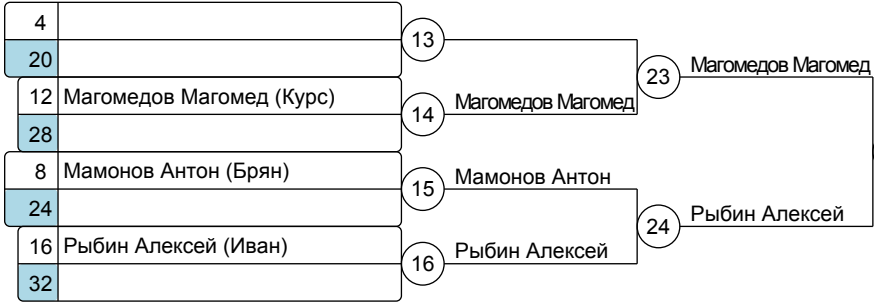 4
20
13
12 Магомедов Магомед (Курс)
28
14
Магомедов Магомед
23
Магомедов Магомед
8 Мамонов Антон (Брян)
24
15
Мамонов Антон
16 Рыбин Алексей (Иван)
32
16
Рыбин Алексей
24
Рыбин Алексей